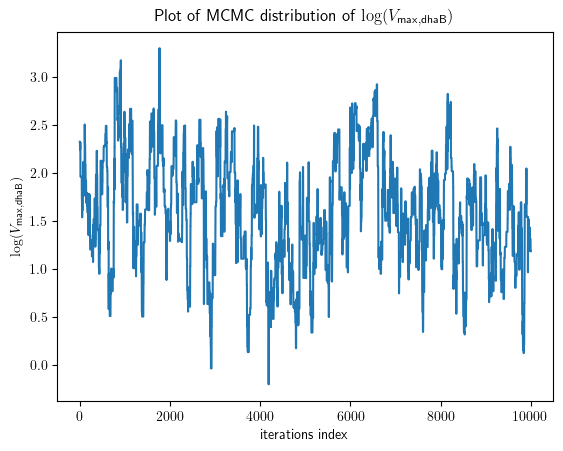 Plot of MCMC distribution of log(V_max,dhaB)
3.0
2.5
2.0
1.5
1.0
0.5
0.0
log(V_max,dhaB)
0 2000 4000 6000 8000 10000
iterations index